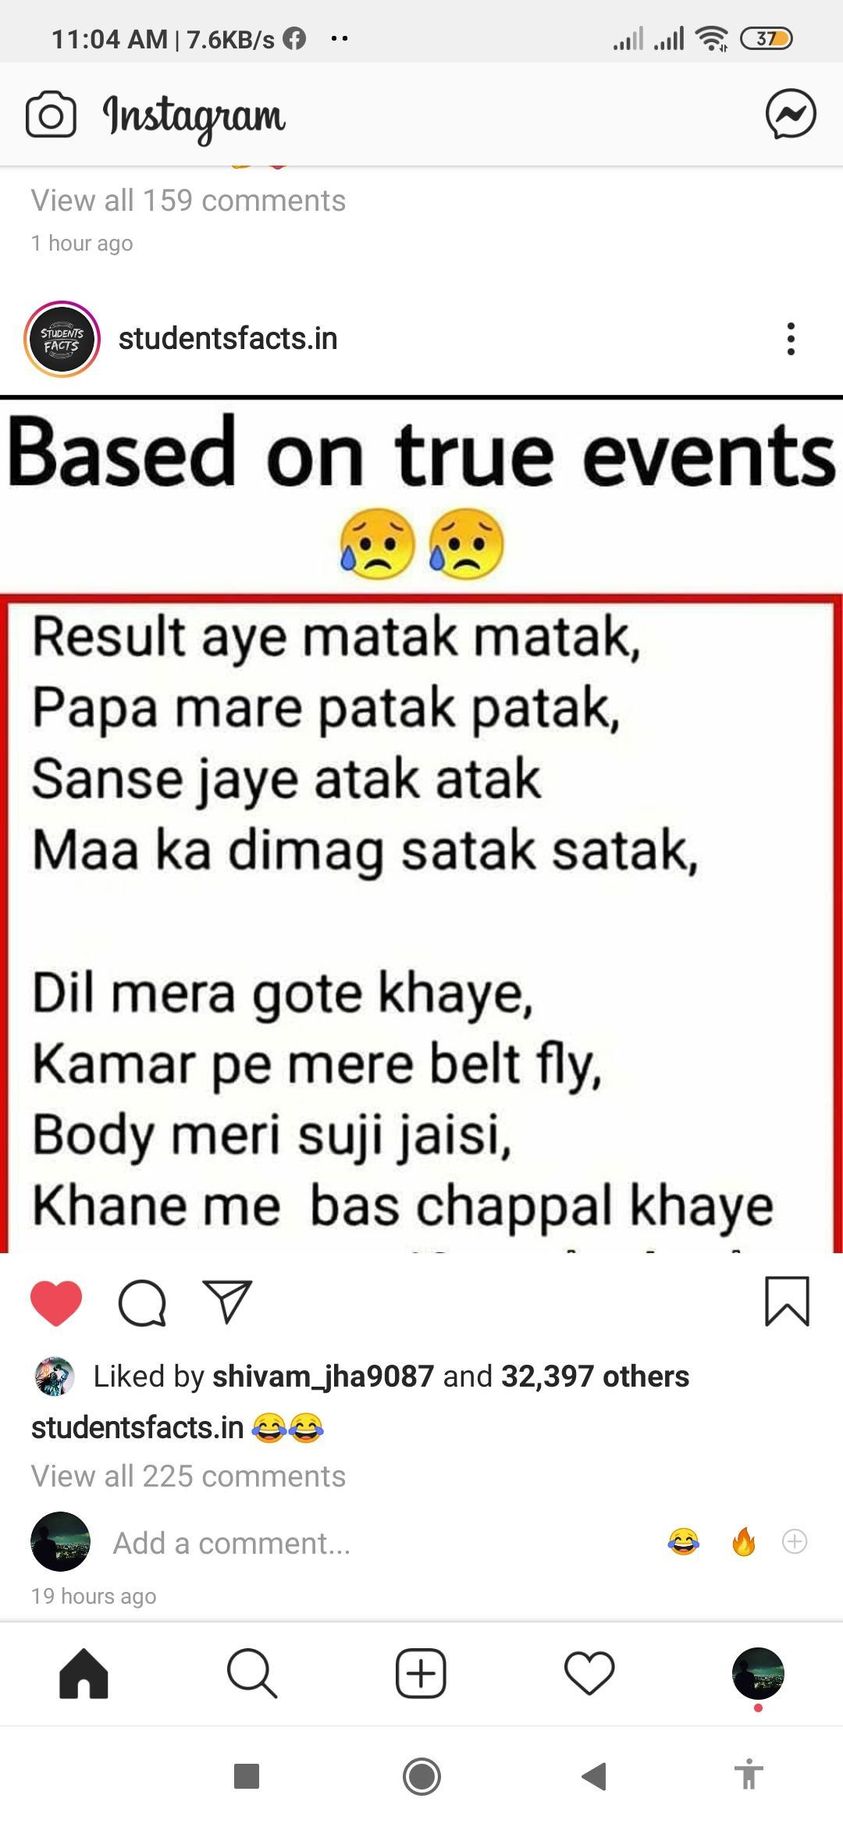 11:04 AM | 7.6KB/s
37
Instagram
View all 159 comments
1 hour ago
STUDENTS
FACTS
studentsfacts.in
Based on true events
😥😥
Result aye matak matak,
Papa mare patak patak,
Sanse jaye atak atak
Maa ka dimag satak satak,
Dil mera gote khaye,
Kamar pe mere belt fly,
Body meri suji jaisi,
Khane me bas chappal khaye
Liked by shivam_jha9087 and 32,397 others
studentsfacts.in 😂😂
View all 225 comments
Add a comment...
19 hours ago